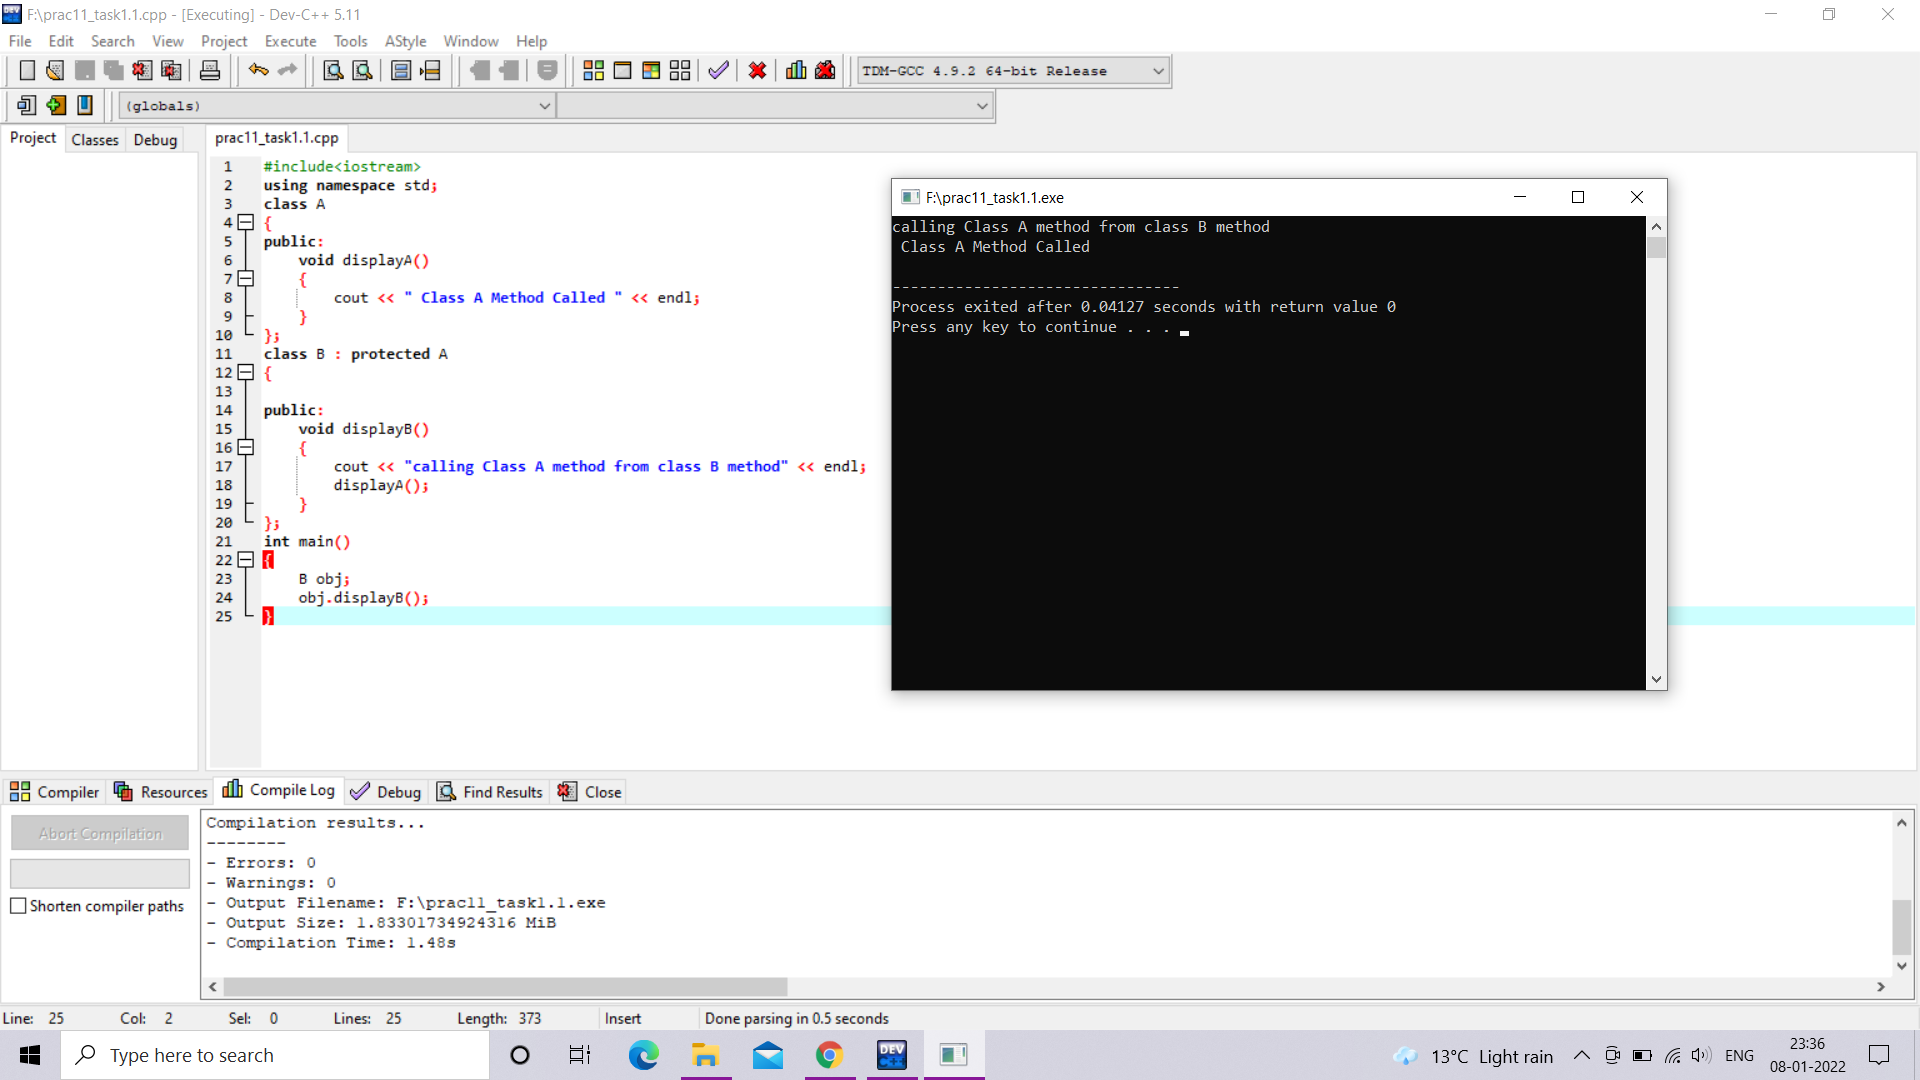 F:\prac11_task1.1.cpp - [Executing] - Dev-C++ 5.11
File Edit Search View Project Execute Tools AStyle Window Help
TDM-GCC 4.9.2 64-bit Release
(globals)
Project Classes Debug prac11_task1.1.cpp
1 #include<iostream>
2 using namespace std;
3 class A
4 {
5 public:
6 void displayA()
7 {
8 cout << " Class A Method Called " << endl;
9 }
10 };
11 class B : protected A
12 {
13
14 public:
15 void displayB()
16 {
17 cout << "calling Class A method from class B method" << endl;
18 displayA();
19 }
20 };
21 int main()
22 {
23 B obj;
24 obj.displayB();
25 }
F:\prac11_task1.1.exe
calling Class A method from class B method
Class A Method Called
--------------------------------
Process exited after 0.04127 seconds with return value 0
Press any key to continue . . .
Compiler Resources Compile Log Debug Find Results Close
Abort Compilation
Shorten compiler paths
Compilation results...
--------
- Errors: 0
- Warnings: 0
- Output Filename: F:\prac11_task1.1.exe
- Output Size: 1.83301734924316 MiB
- Compilation Time: 1.48s
Line: 25 Col: 2 Sel: 0 Lines: 25 Length: 373 Insert Done parsing in 0.5 seconds
Type here to search
DEV C++
13°C Light rain
ENG
23:36
08-01-2022